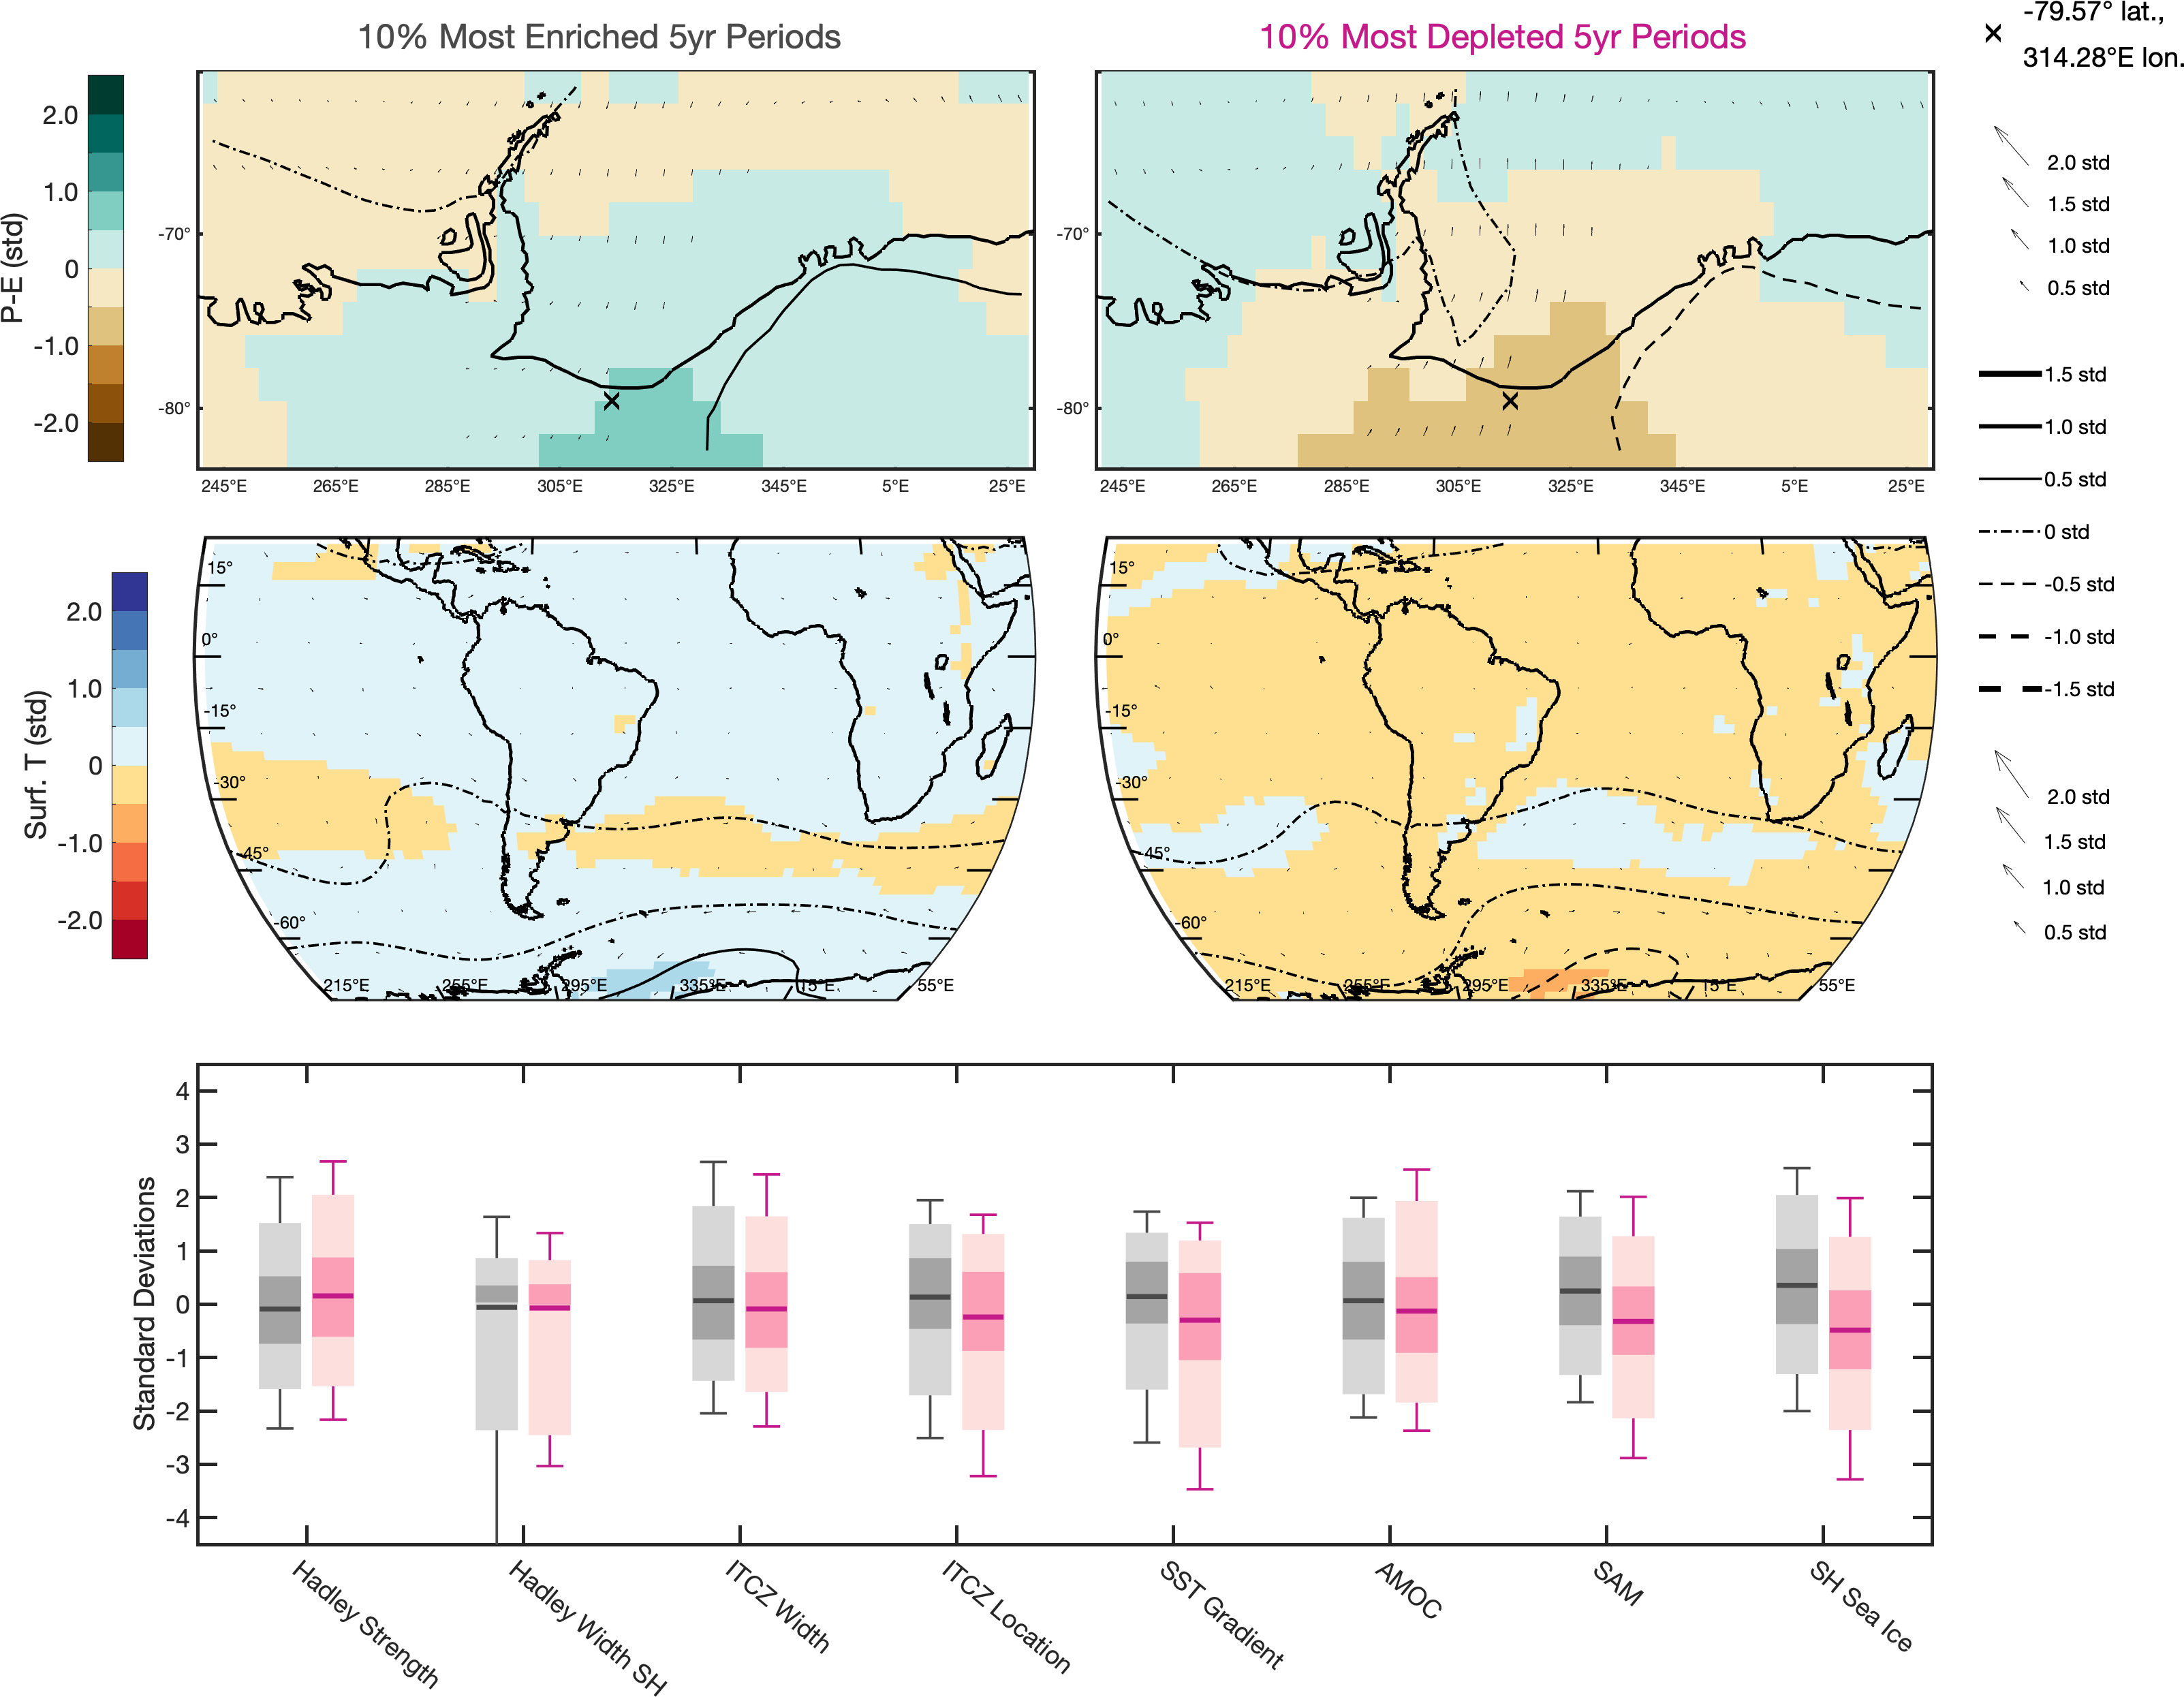 10% Most Enriched 5yr Periods
10% Most Depleted 5yr Periods
-79.57° lat.,
314.28°E lon.
P-E (std)
2.0
1.0
0
-1.0
-2.0
-70°
-80°
245°E 265°E 285°E 305°E 325°E 345°E 5°E 25°E
-70°
-80°
245°E 265°E 285°E 305°E 325°E 345°E 5°E 25°E
2.0 std
1.5 std
1.0 std
0.5 std
1.5 std
1.0 std
0.5 std
0 std
-0.5 std
-1.0 std
-1.5 std
2.0 std
1.5 std
1.0 std
0.5 std
Surf. T (std)
2.0
1.0
0
-1.0
-2.0
15°
0°
-15°
-30°
-45°
-60°
215°E 255°E 295°E 335°E 15°E 55°E
15°
0°
-15°
-30°
-45°
-60°
215°E 255°E 295°E 335°E 15°E 55°E
Standard Deviations
4
3
2
1
0
-1
-2
-3
-4
Hadley Strength
Hadley Width SH
ITCZ Width
ITCZ Location
SST Gradient
AMOC
SAM
SH Sea Ice